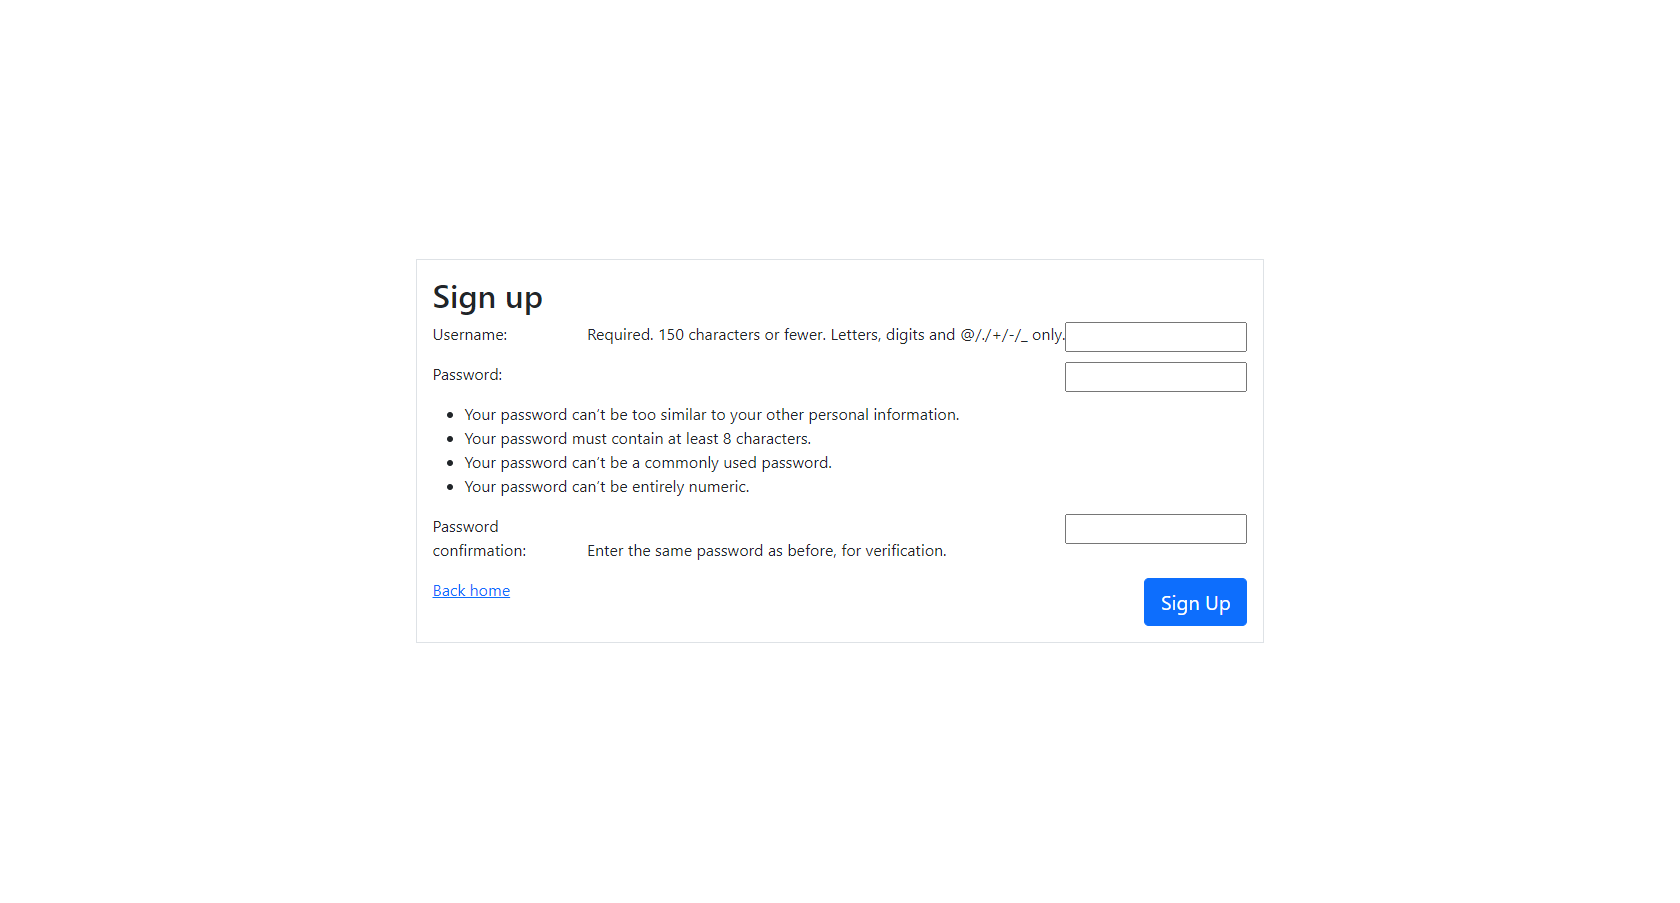 Sign up
Username: Required. 150 characters or fewer. Letters, digits and @/./+/-/_ only.
Password:
Your password can’t be too similar to your other personal information.
Your password must contain at least 8 characters.
Your password can’t be a commonly used password.
Your password can’t be entirely numeric.
Password
confirmation: Enter the same password as before, for verification.
Back home
Sign Up